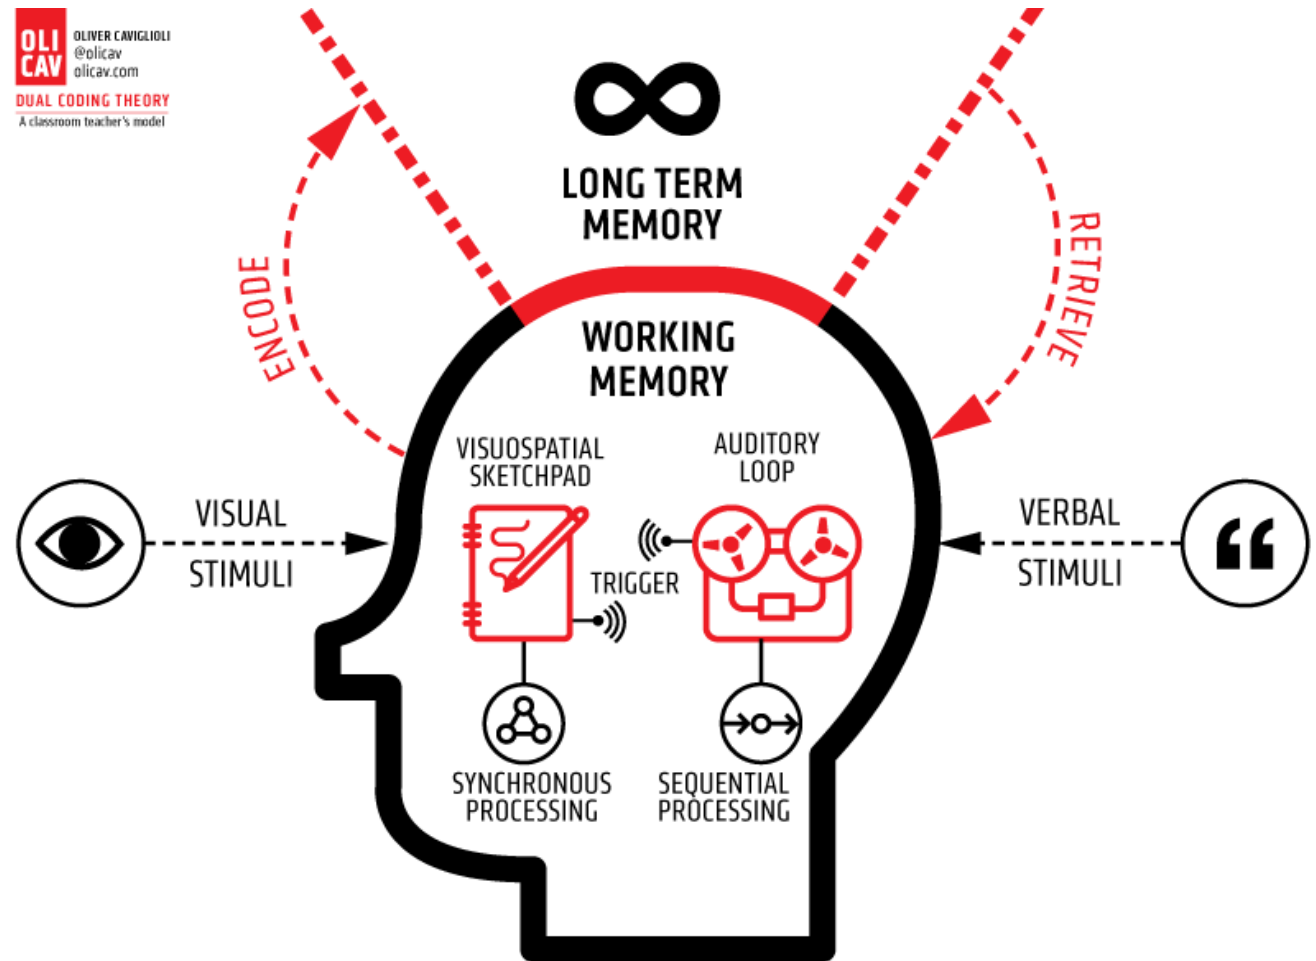 OLI
CAV
OLIVER CAVIGLIOLI
@olicav
olicav.com
DUAL CODING THEORY
A classroom teacher's model
LONG TERM
MEMORY
ENCODE
RETRIEVE
WORKING
MEMORY
VISUOSPATIAL
SKETCHPAD
AUDITORY
LOOP
VISUAL
STIMULI
TRIGGER
VERBAL
STIMULI
SYNCHRONOUS
PROCESSING
SEQUENTIAL
PROCESSING